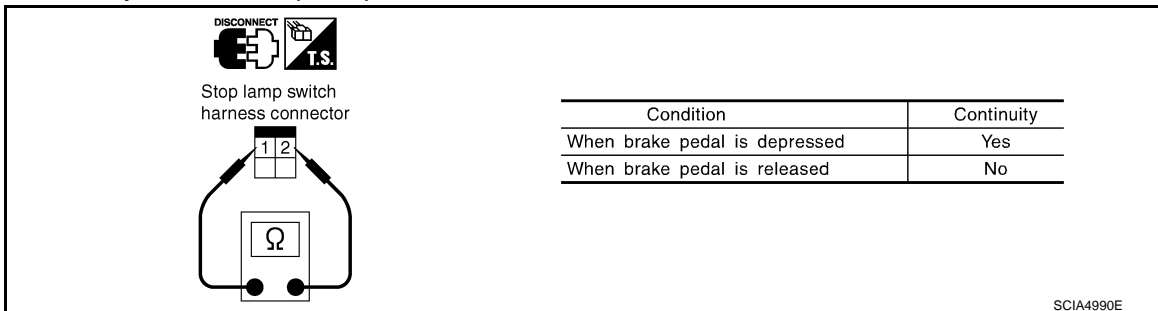 DISCONNECT
T.S.
Stop lamp switch
harness connector
1 2
Ω
Condition Continuity
When brake pedal is depressed Yes
When brake pedal is released No
SCIA4990E